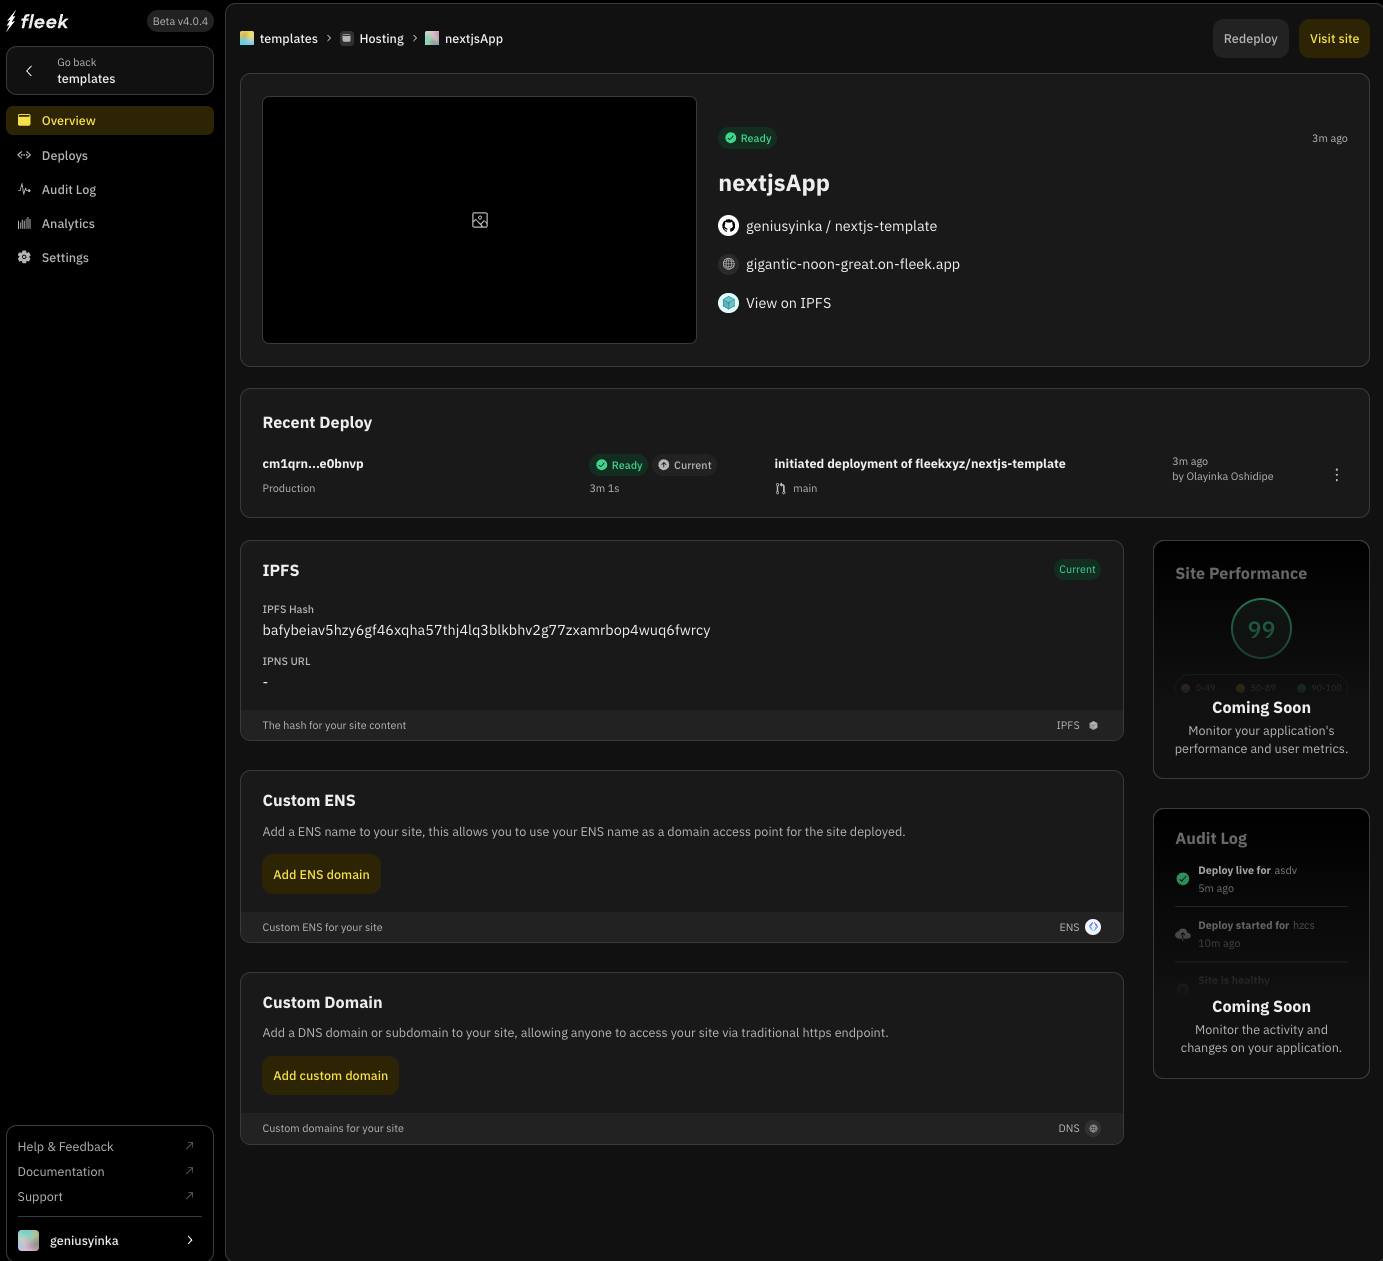 fleek
Beta v4.0.4
Go back
templates
Overview
Deploys
Audit Log
Analytics
Settings
Help & Feedback
Documentation
Support
geniusyinka
templates > Hosting > nextjsApp
Redeploy
Visit site
Ready
3m ago
nextjsApp
geniusyinka / nextjs-template
gigantic-noon-great.on-fleek.app
View on IPFS
Recent Deploy
cm1qrn...e0bnvp
Production
Ready
Current
3m 1s
initiated deployment of fleekxyz/nextjs-template
main
3m ago
by Olayinka Oshidipe
IPFS
Current
IPFS Hash
bafybeiav5hzy6gf46xqha57thj4lq3blkbhv2g77zxamrbop4wuq6fwrcy
IPNS URL
-
The hash for your site content
IPFS
Custom ENS
Add a ENS name to your site, this allows you to use your ENS name as a domain access point for the site deployed.
Add ENS domain
Custom ENS for your site
ENS
Custom Domain
Add a DNS domain or subdomain to your site, allowing anyone to access your site via traditional https endpoint.
Add custom domain
Custom domains for your site
DNS
Site Performance
99
0-49
50-89
90-100
Coming Soon
Monitor your application's
performance and user metrics.
Audit Log
Deploy live for asdv
5m ago
Deploy started for hzcs
10m ago
Site is healthy
Coming Soon
Monitor the activity and
changes on your application.